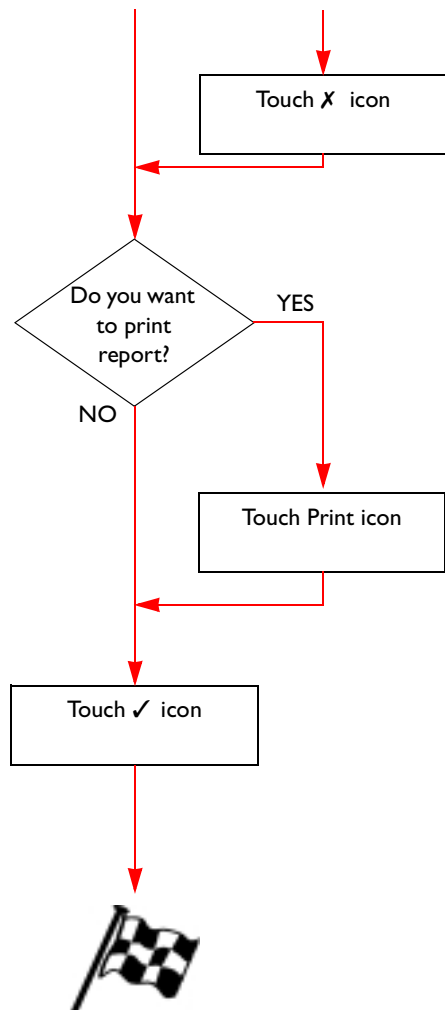 Touch ✗ icon
Do you want
to print
report?
YES
NO
Touch Print icon
Touch ✓ icon